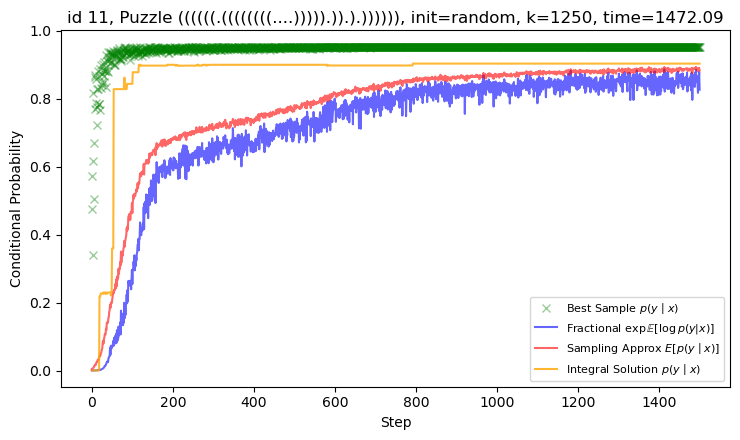 id 11, Puzzle ((((((.((((((((....))))).)).).)))))), init=random, k=1250, time=1472.09
Conditional Probability
1.0
0.8
0.6
0.4
0.2
0.0
Best Sample p(y | x)
Fractional exp𝔼[log p(y|x)]
Sampling Approx E[p(y | x)]
Integral Solution p(y | x)
0
200
400
600
800
1000
1200
1400
Step